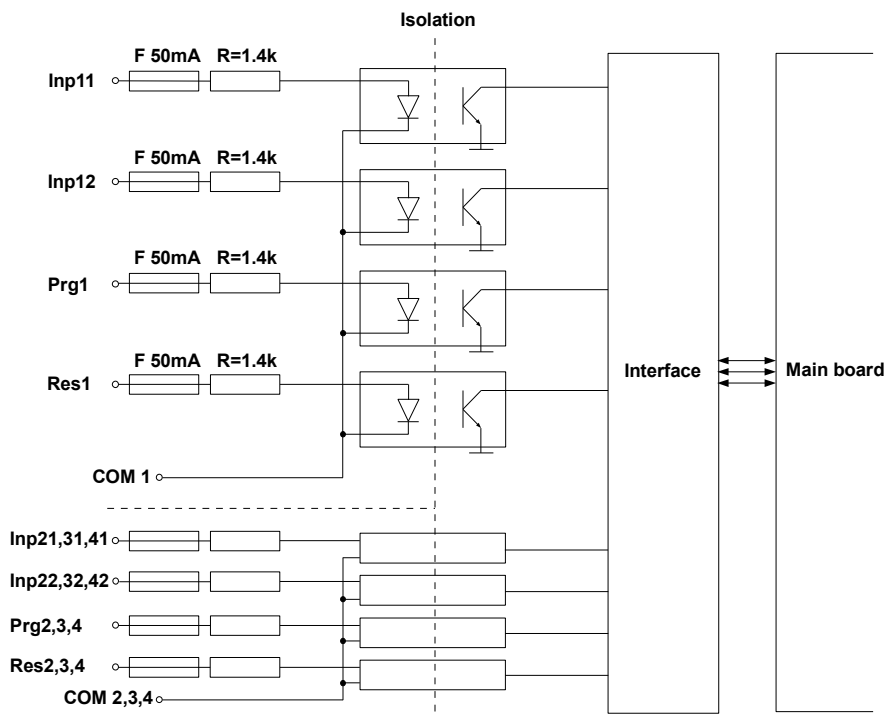 Isolation
F 50mA R=1.4k
Inp11
F 50mA R=1.4k
Inp12
F 50mA R=1.4k
Prg1
F 50mA R=1.4k
Res1
Interface
Main board
COM 1
Inp21,31,41
Inp22,32,42
Prg2,3,4
Res2,3,4
COM 2,3,4